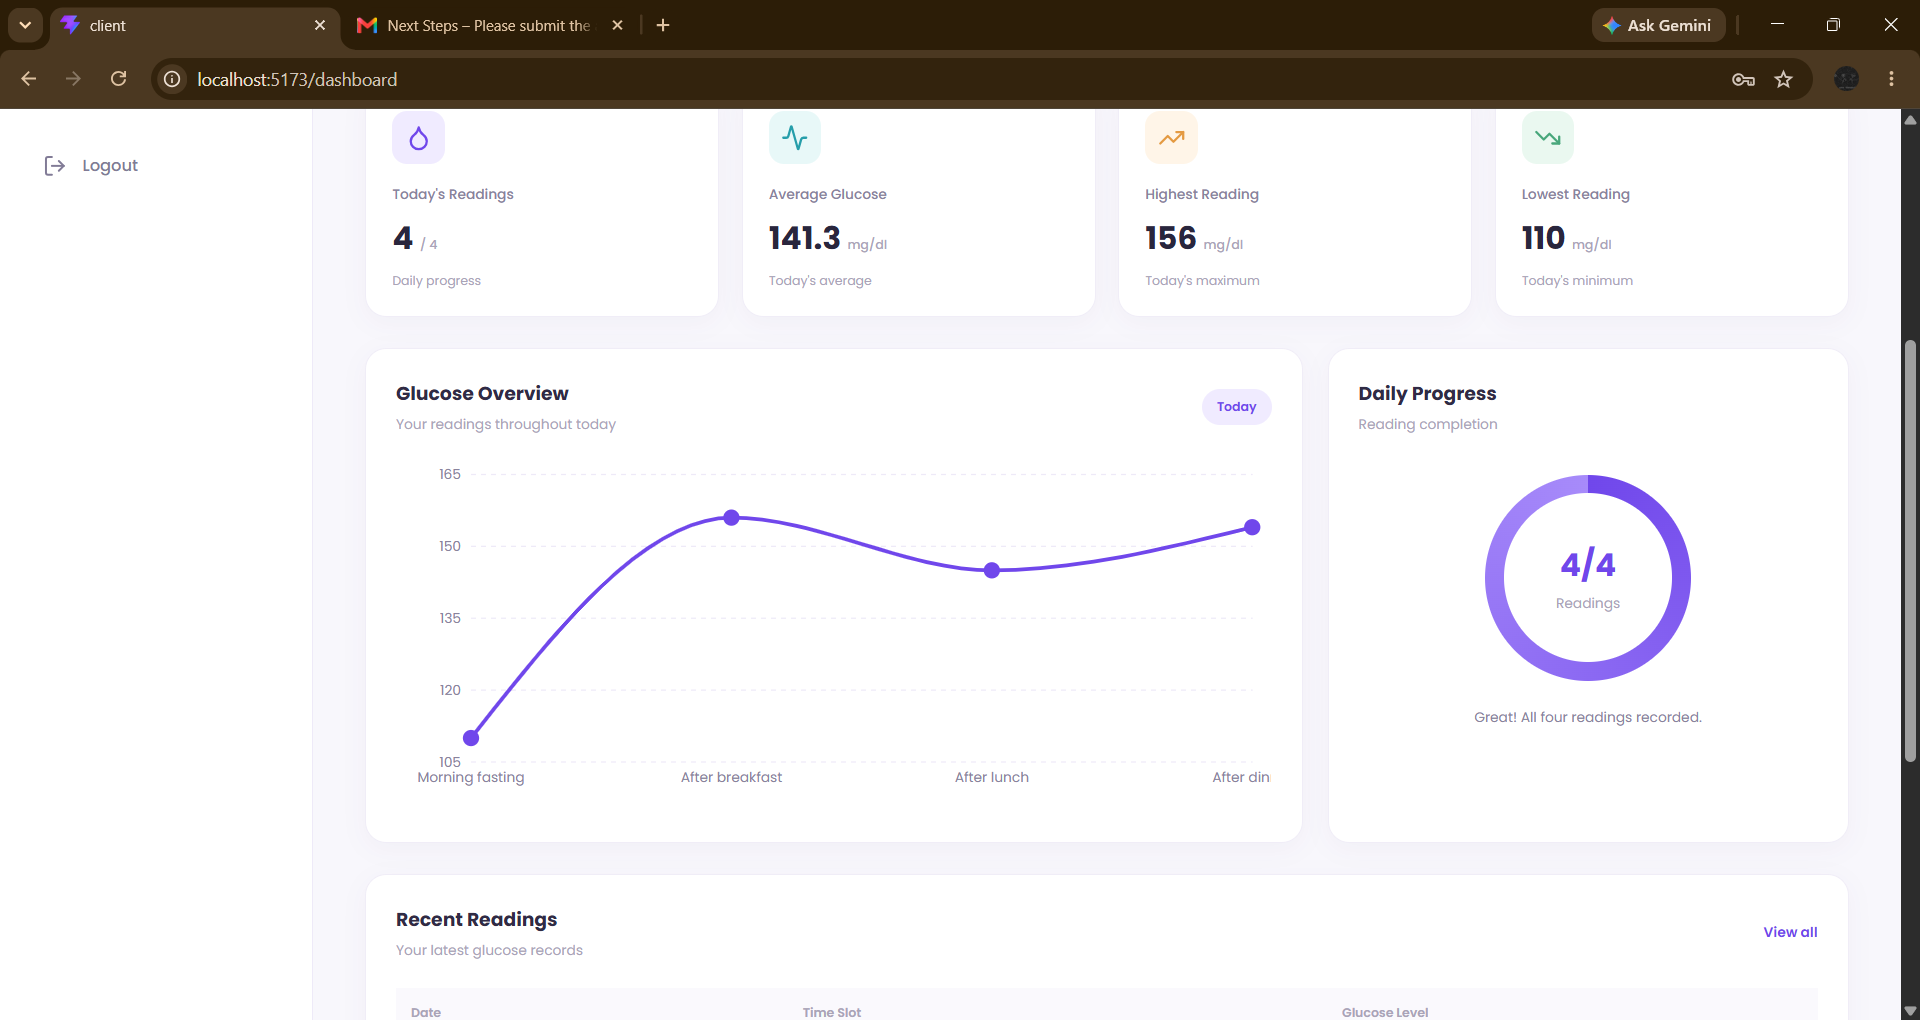 client
Next Steps – Please submit the
Ask Gemini
localhost:5173/dashboard
Logout
Today's Readings
4 / 4
Daily progress
Average Glucose
141.3 mg/dl
Today's average
Highest Reading
156 mg/dl
Today's maximum
Lowest Reading
110 mg/dl
Today's minimum
Glucose Overview
Your readings throughout today
Today
165
150
135
120
105
Morning fasting
After breakfast
After lunch
After din
Daily Progress
Reading completion
4/4
Readings
Great! All four readings recorded.
Recent Readings
Your latest glucose records
View all
Date
Time Slot
Glucose Level